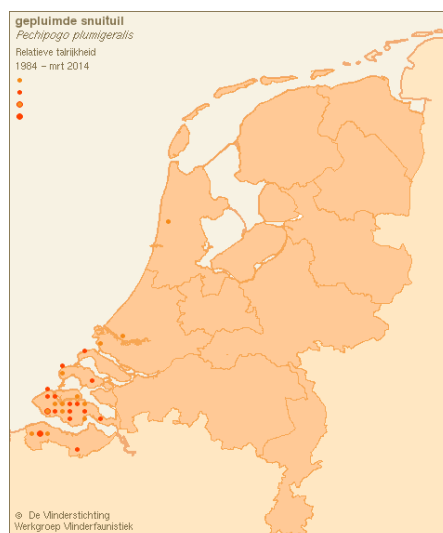 gepluimde snuituil
Pechipogo plumigeralis
Relatieve talrijkheid
1984 - mrt 2014
© De Vlinderstichting
Werkgroep Vlinderfaunistiek